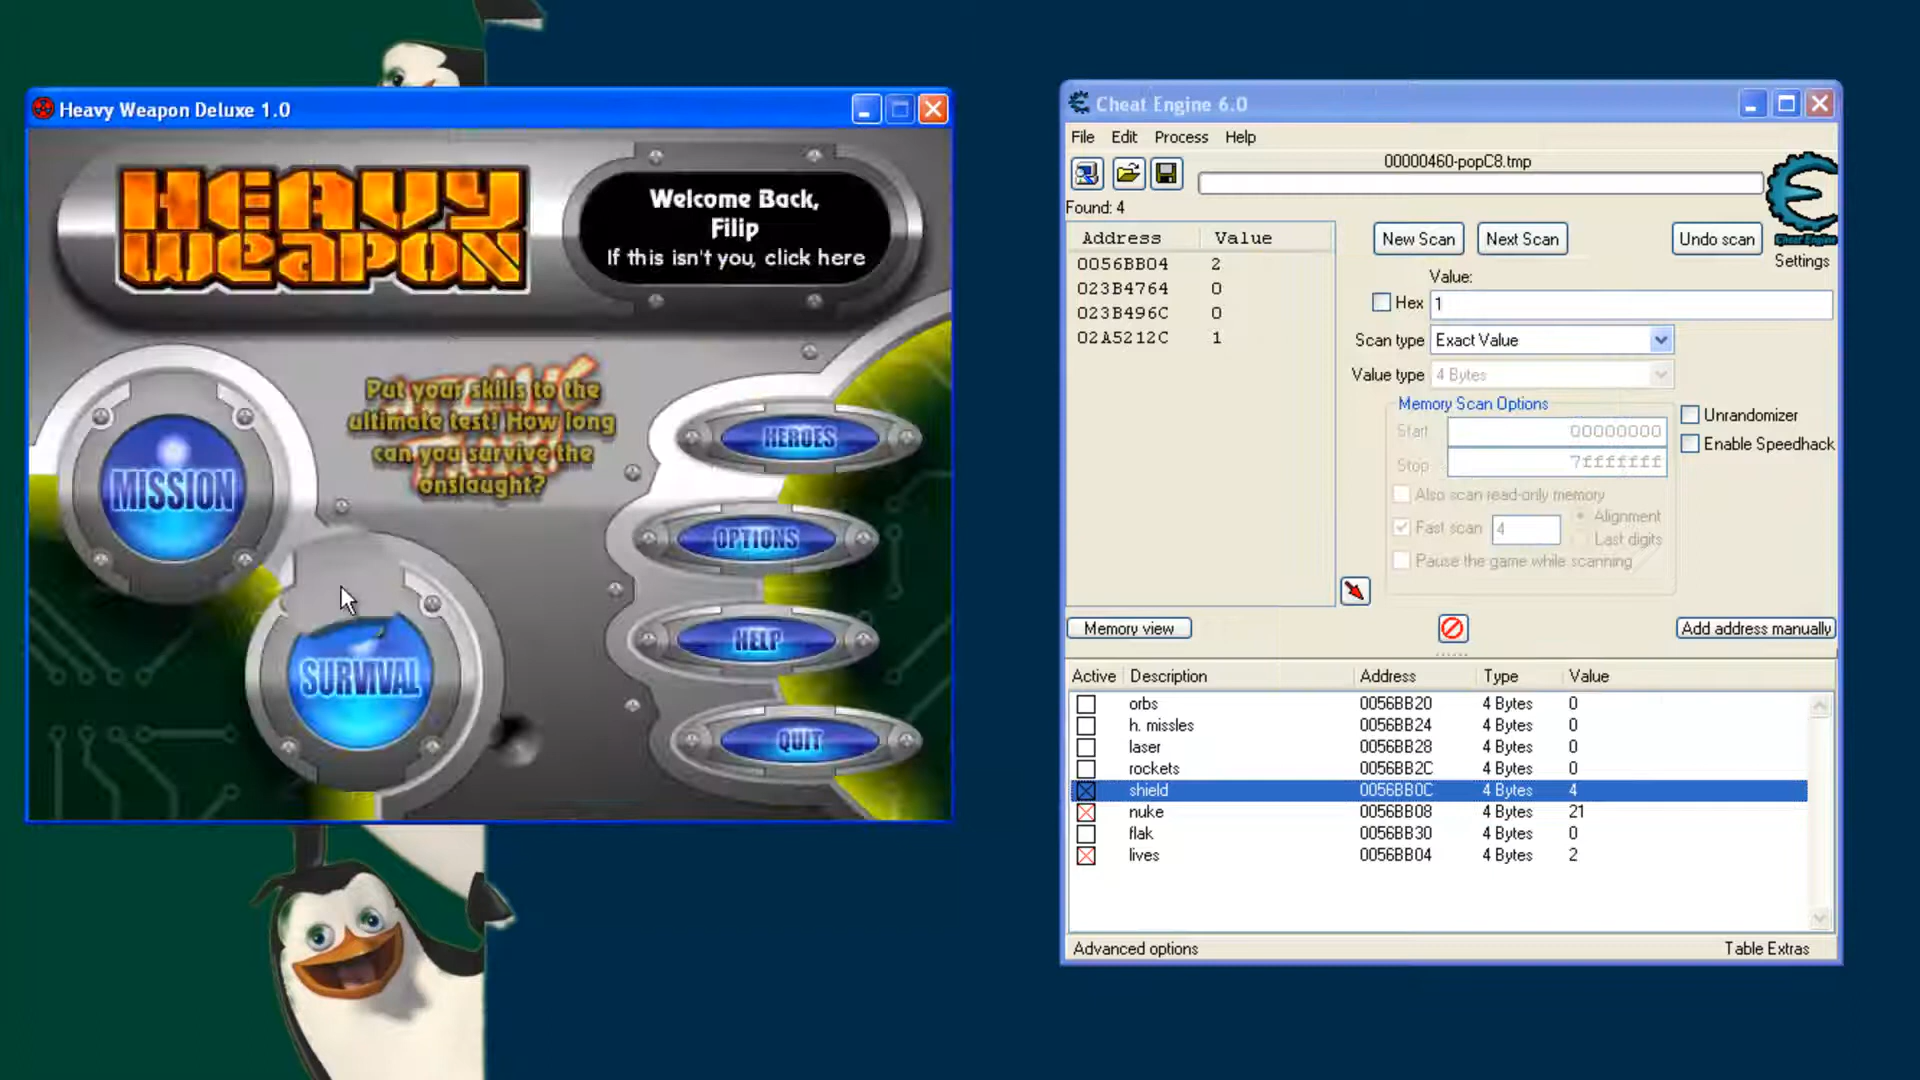 Heavy Weapon Deluxe 1.0
HEAVY
WEAPON
Welcome Back,
Filip
If this isn't you, click here
Put your skills to the
ultimate test! How long
can you survive the
onslaught?
MISSION
SURVIVAL
HEROES
OPTIONS
HELP
QUIT
Cheat Engine 6.0
File Edit Process Help
00000460-popC8.tmp
Found: 4
Address Value
0056BB04 2
023B4764 0
023B496C 0
02A5212C 1
New Scan Next Scan Undo scan
Cheat Engine
Settings
Value:
Hex 1
Scan type Exact Value
Value type 4 Bytes
Memory Scan Options
Start 00000000
Stop 7fffffff
Also scan read-only memory
Fast scan 4 Alignment
Last digits
Pause the game while scanning
Unrandomizer
Enable Speedhack
Memory view Add address manually
Active Description Address Type Value
orbs 0056BB20 4 Bytes 0
h. missles 0056BB24 4 Bytes 0
laser 0056BB28 4 Bytes 0
rockets 0056BB2C 4 Bytes 0
shield 0056BB0C 4 Bytes 4
nuke 0056BB08 4 Bytes 21
flak 0056BB30 4 Bytes 0
lives 0056BB04 4 Bytes 2
Advanced options Table Extras